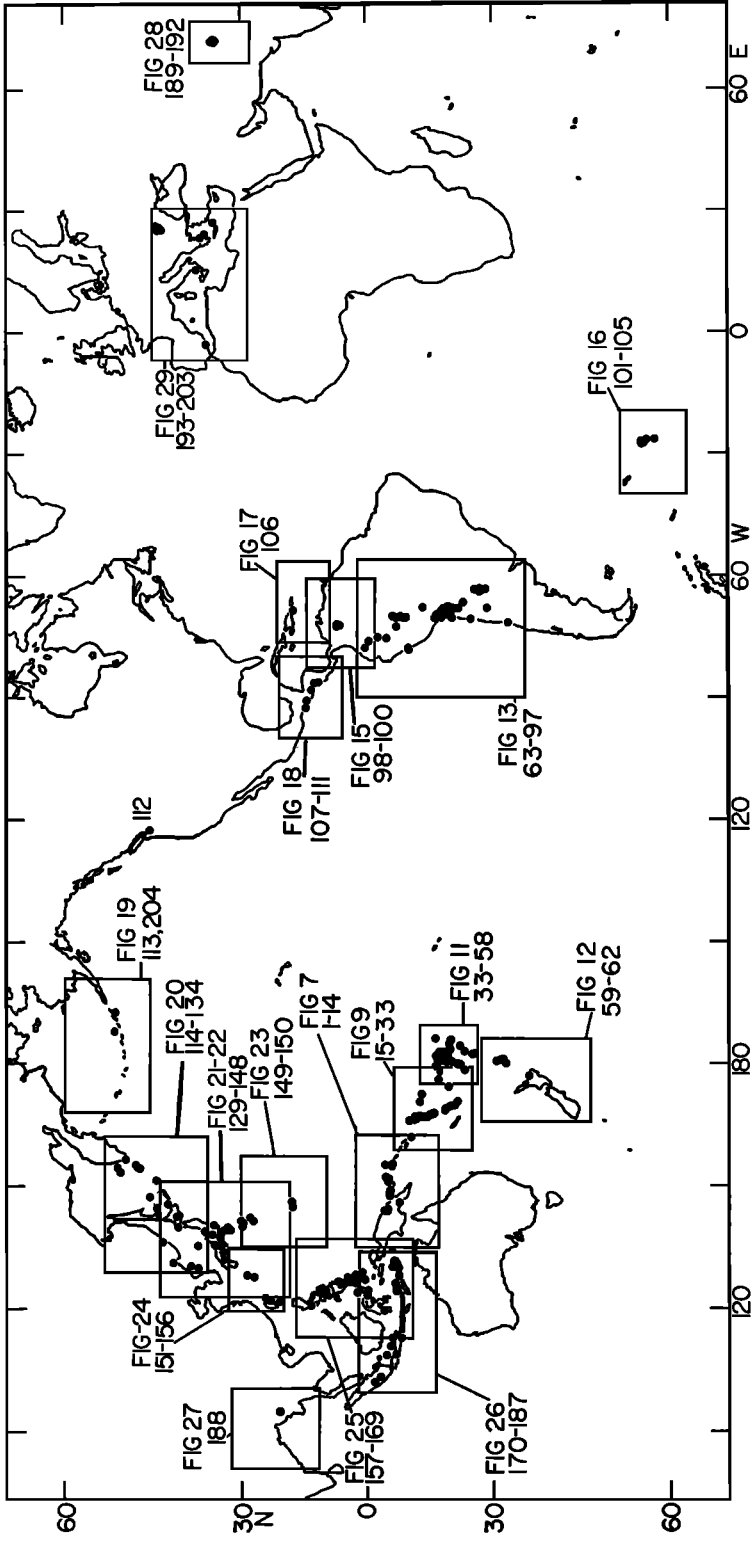 FIG 28
189-192
FIG 29
193-203
FIG 16
101-105
FIG 17
106
FIG 15
98-100
FIG 18
107-111
FIG 13
63-97
112
FIG 19
113,204
FIG 20
114-134
FIG 21-22
129-148
FIG 23
149-150
FIG 7
1-14
FIG 9
15-33
FIG 11
33-58
FIG 12
59-62
FIG-24
151-156
FIG 27
188
FIG 25
157-169
FIG 26
170-187
60
30
N
0
30
60
120
180
120
60 W
0
60 E